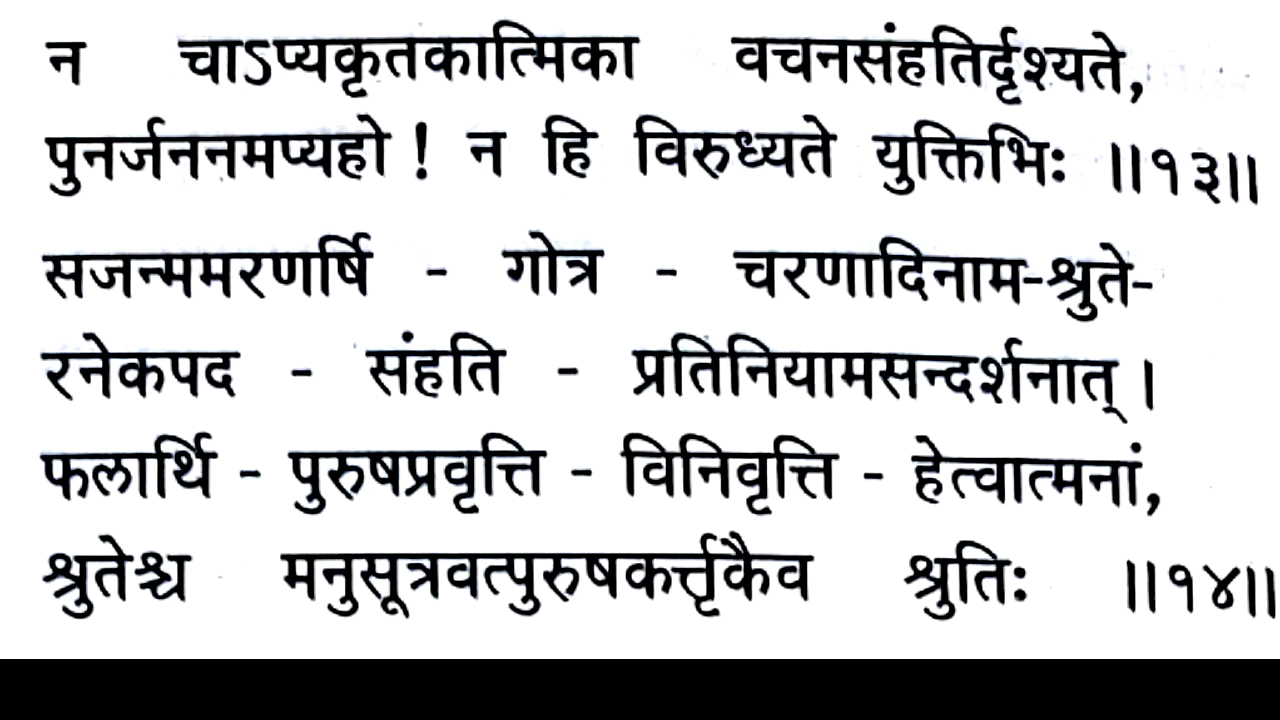 न चाऽप्यकृतकात्मिका वचनसंहतिर्दृश्यते,
पुनर्जननमप्यहो ! न हि विरुध्यते युक्तिभिः ॥१३॥
सजन्ममरणर्षि - गोत्र - चरणादिनाम-श्रुते-
रनेकपद - संहति - प्रतिनियामसन्दर्शनात् ।
फलार्थि - पुरुषप्रवृत्ति - विनिवृत्ति - हेत्वात्मनां,
श्रुतेश्च मनुसूत्रवत्पुरुषकर्त्तृकैव श्रुतिः ॥१४॥